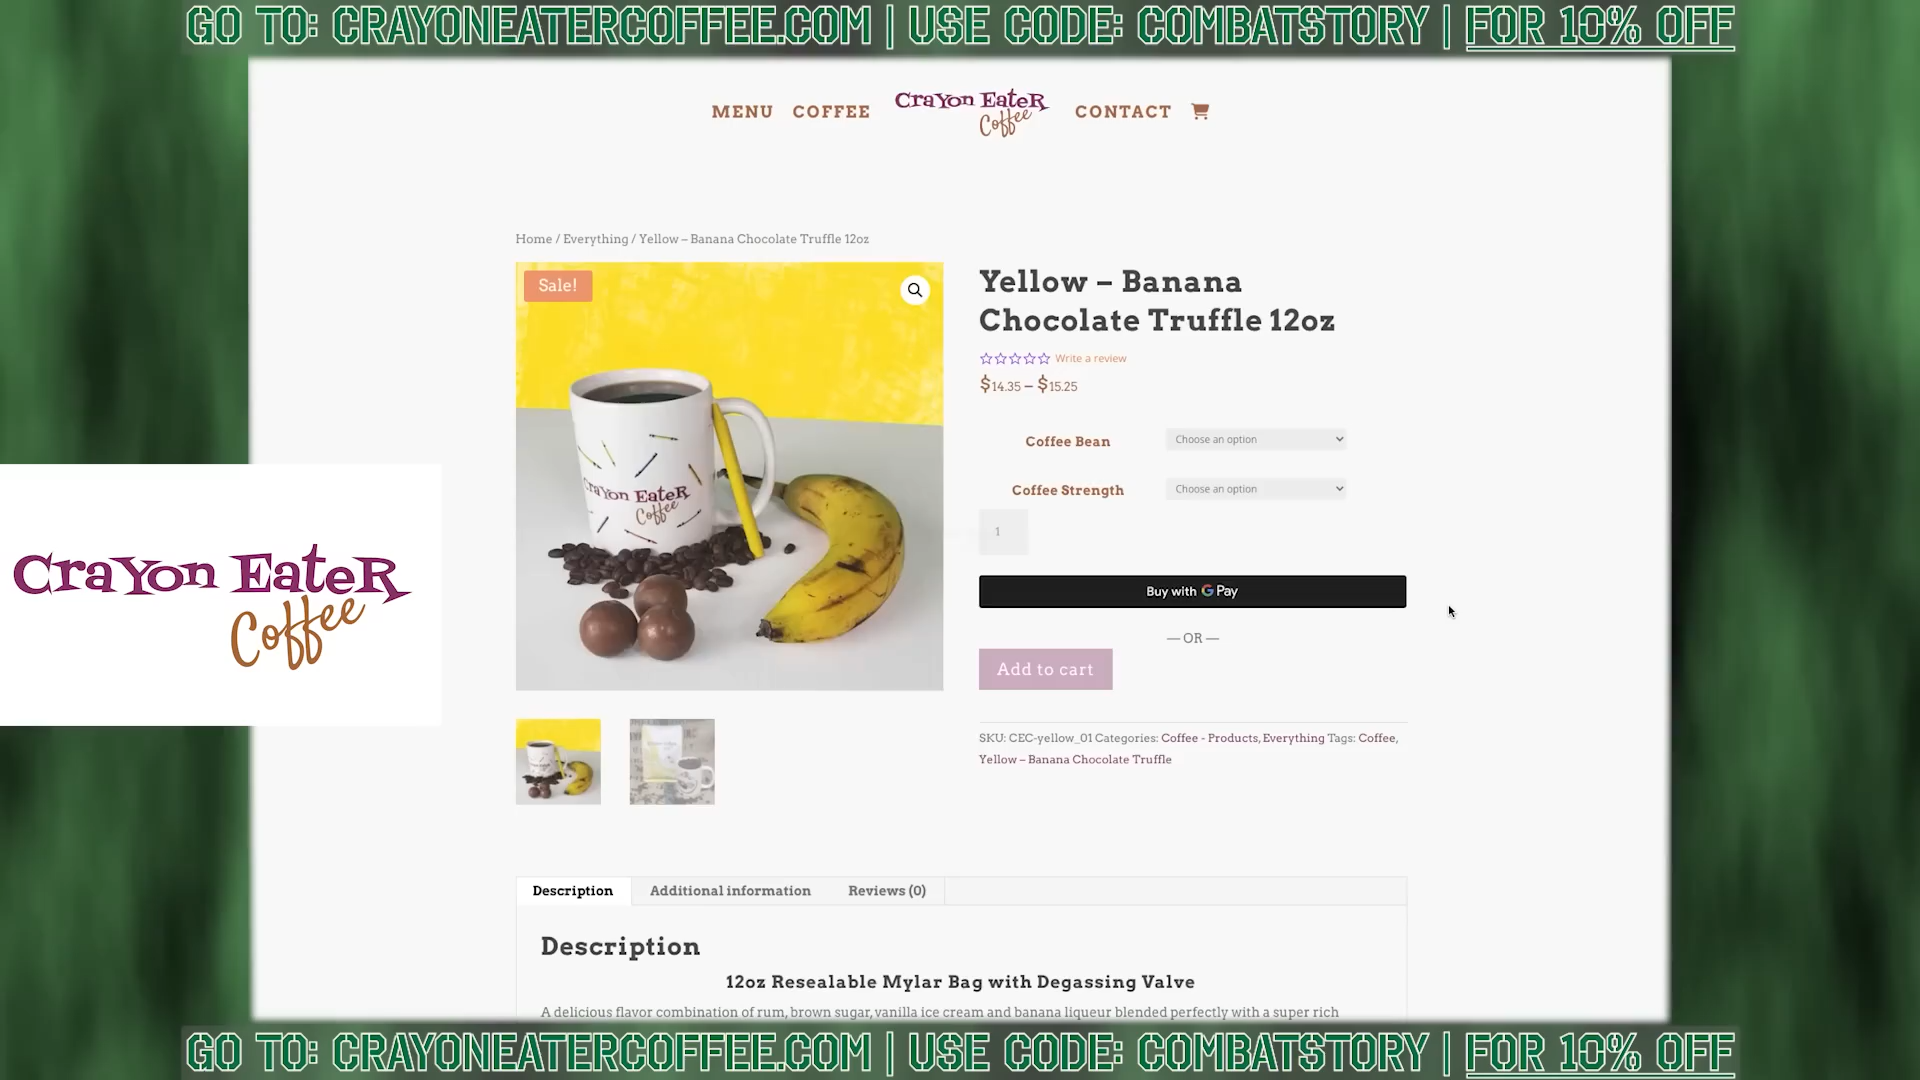 GO TO: CRAYONEATERCOFFEE.COM | USE CODE: COMBATSTORY | FOR 10% OFF
MENU
COFFEE
CraYon EateR
Coffee
CONTACT
Home / Everything / Yellow – Banana Chocolate Truffle 12oz
Sale!
CraYon EateR
Coffee
Yellow – Banana
Chocolate Truffle 12oz
Write a review
$14.35 – $15.25
Coffee Bean
Choose an option
Coffee Strength
Choose an option
1
Buy with G Pay
— OR —
Add to cart
SKU: CEC-yellow_01 Categories: Coffee - Products, Everything Tags: Coffee,
Yellow – Banana Chocolate Truffle
CraYon EateR
Coffee
Description
Additional information
Reviews (0)
Description
12oz Resealable Mylar Bag with Degassing Valve
A delicious flavor combination of rum, brown sugar, vanilla ice cream and banana liqueur blended perfectly with a super rich
GO TO: CRAYONEATERCOFFEE.COM | USE CODE: COMBATSTORY | FOR 10% OFF